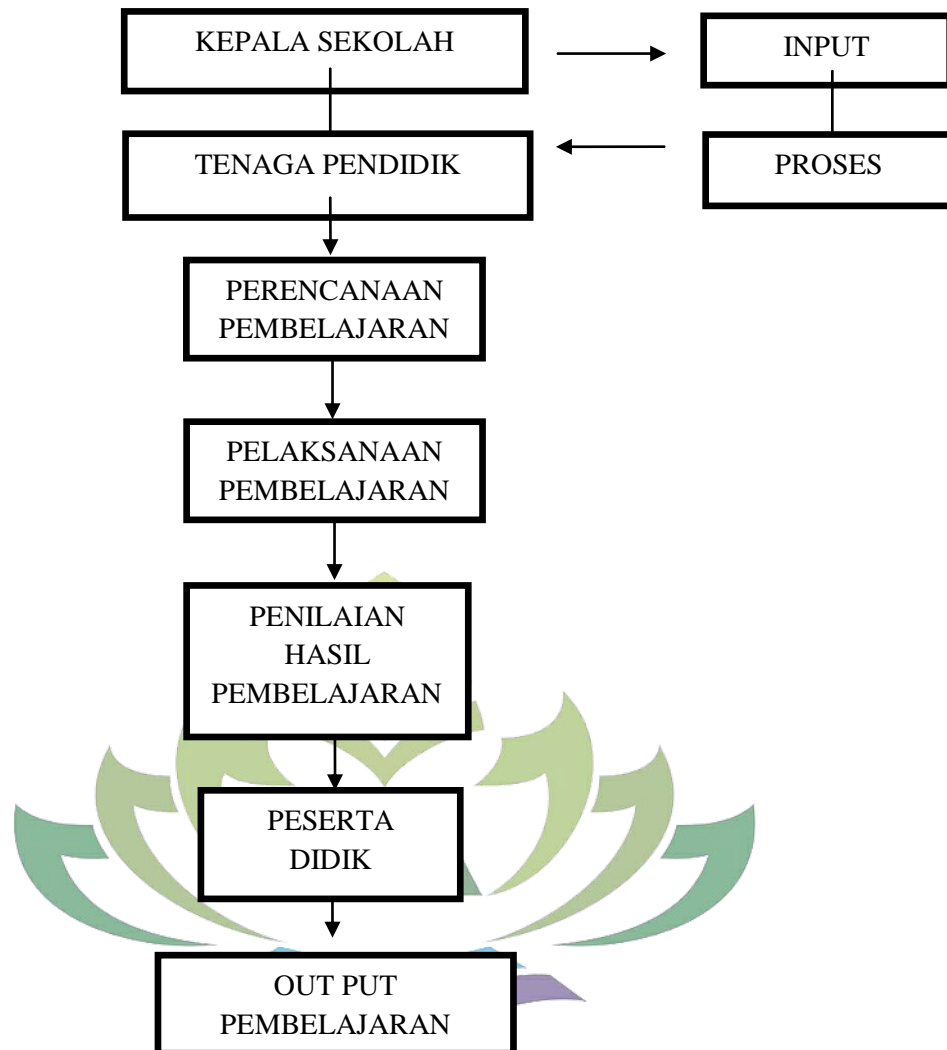 KEPALA SEKOLAH
INPUT
TENAGA PENDIDIK
PROSES
PERENCANAAN
PEMBELAJARAN
PELAKSANAAN
PEMBELAJARAN
PENILAIAN
HASIL
PEMBELAJARAN
PESERTA
DIDIK
OUT PUT
PEMBELAJARAN